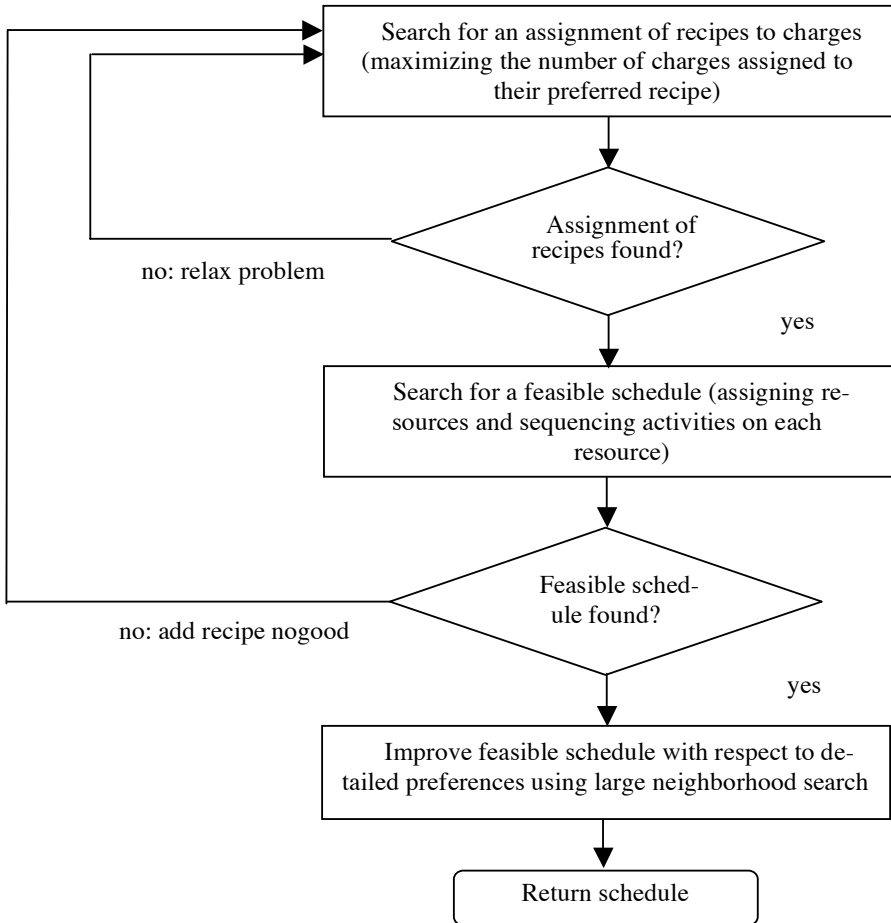 Search for an assignment of recipes to charges
(maximizing the number of charges assigned to
their preferred recipe)
Assignment of
recipes found?
no: relax problem
yes
Search for a feasible schedule (assigning re-
sources and sequencing activities on each
resource)
Feasible sched-
ule found?
no: add recipe nogood
yes
Improve feasible schedule with respect to de-
tailed preferences using large neighborhood search
Return schedule